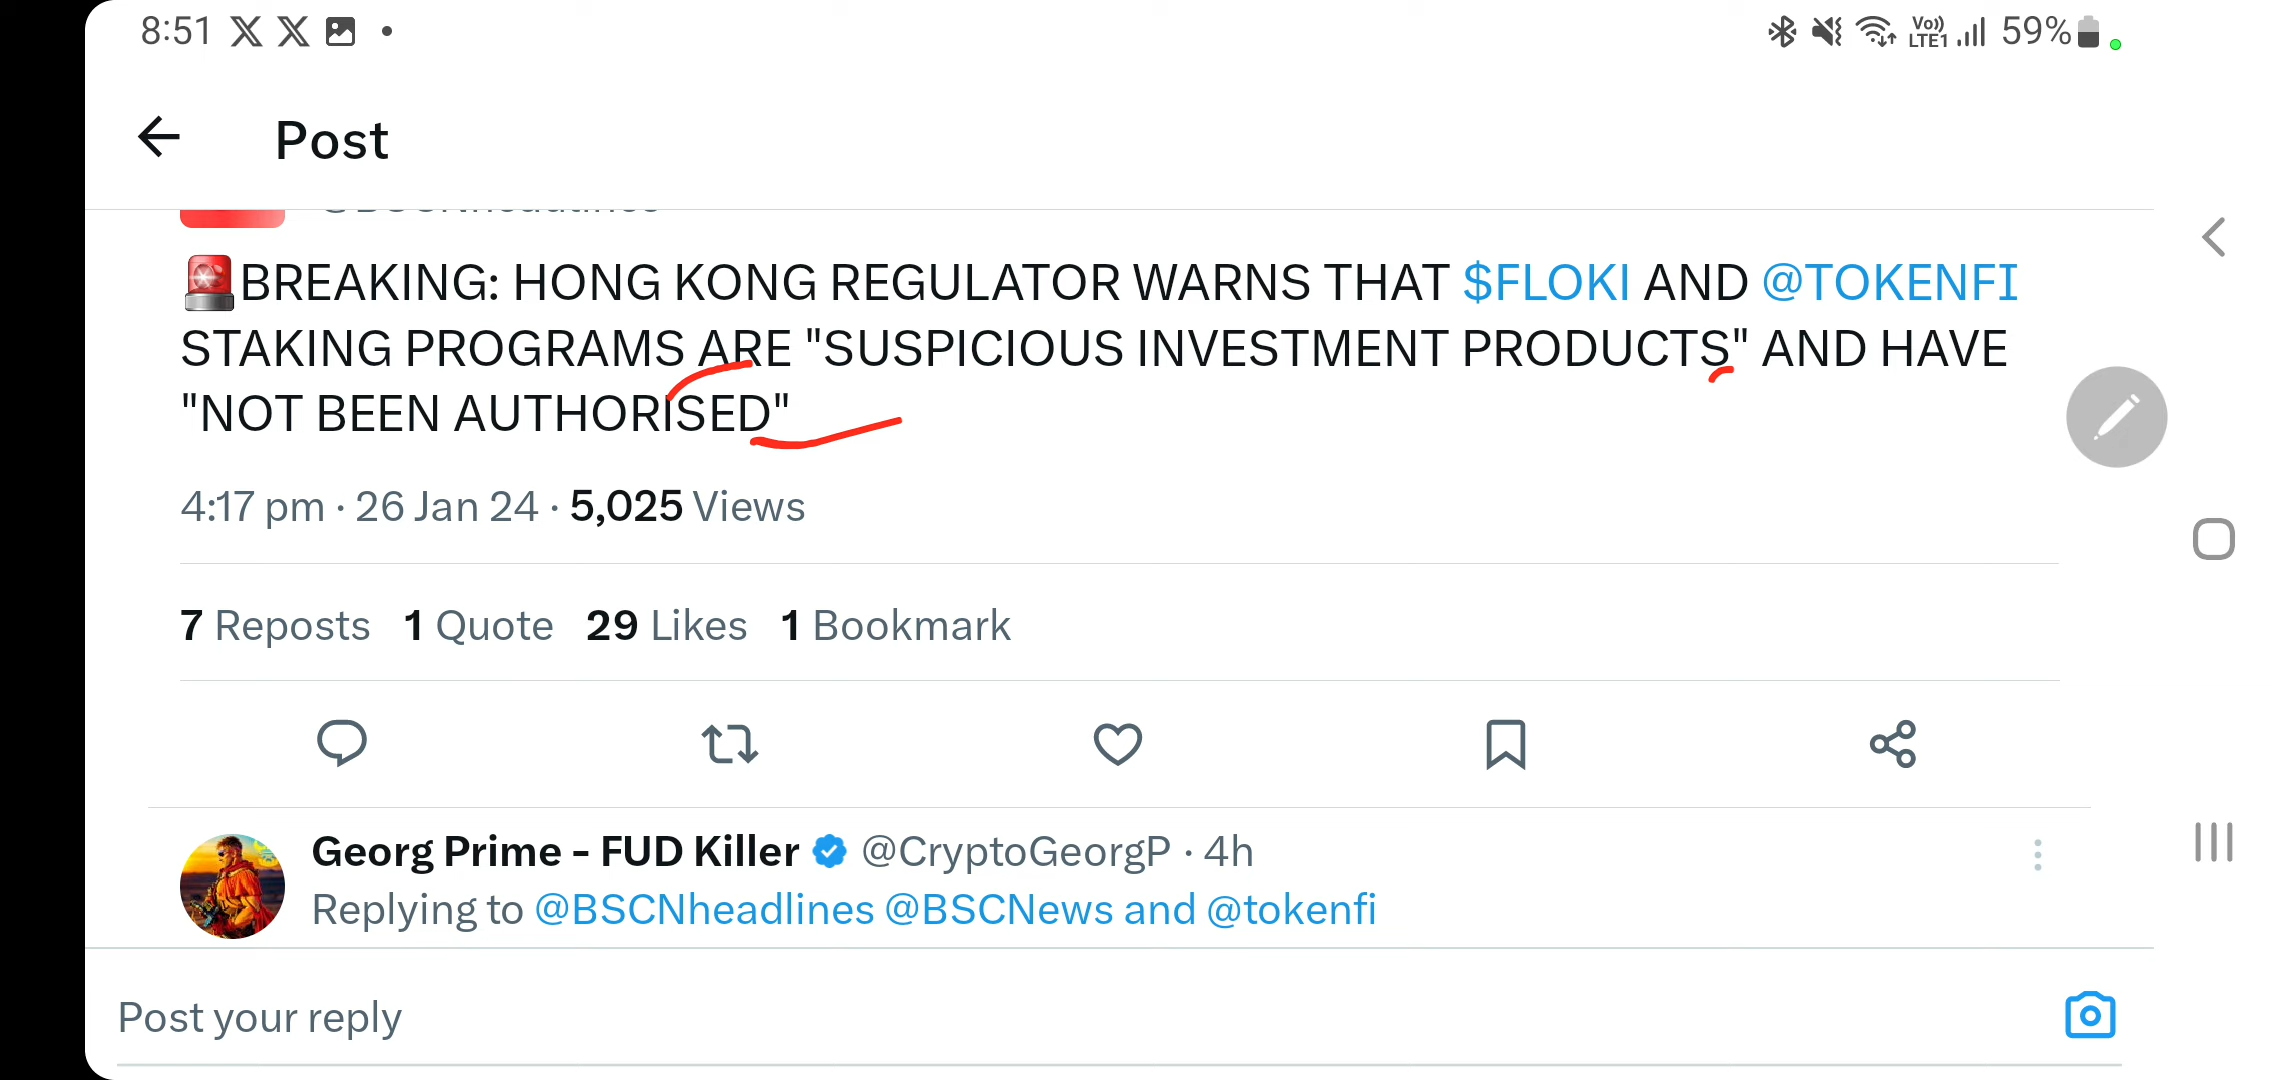 8:51
Vo))
LTE1
59%
Post
🚨BREAKING: HONG KONG REGULATOR WARNS THAT $FLOKI AND @TOKENFI
STAKING PROGRAMS ARE "SUSPICIOUS INVESTMENT PRODUCTS" AND HAVE
"NOT BEEN AUTHORISED"
4:17 pm · 26 Jan 24 · 5,025 Views
7 Reposts 1 Quote 29 Likes 1 Bookmark
Georg Prime - FUD Killer @CryptoGeorgP · 4h
Replying to @BSCNheadlines @BSCNews and @tokenfi
Post your reply